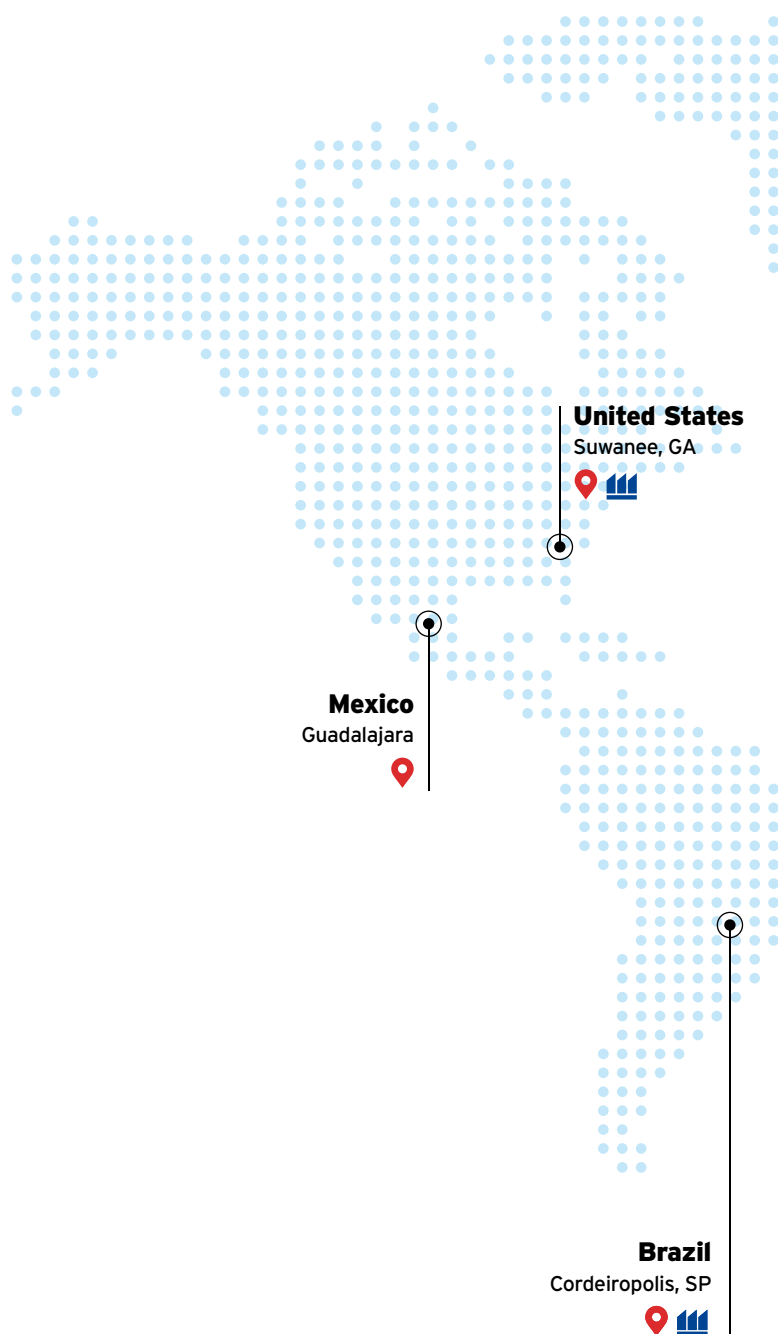 United States
Suwanee, GA
Mexico
Guadalajara
Brazil
Cordeiropolis, SP